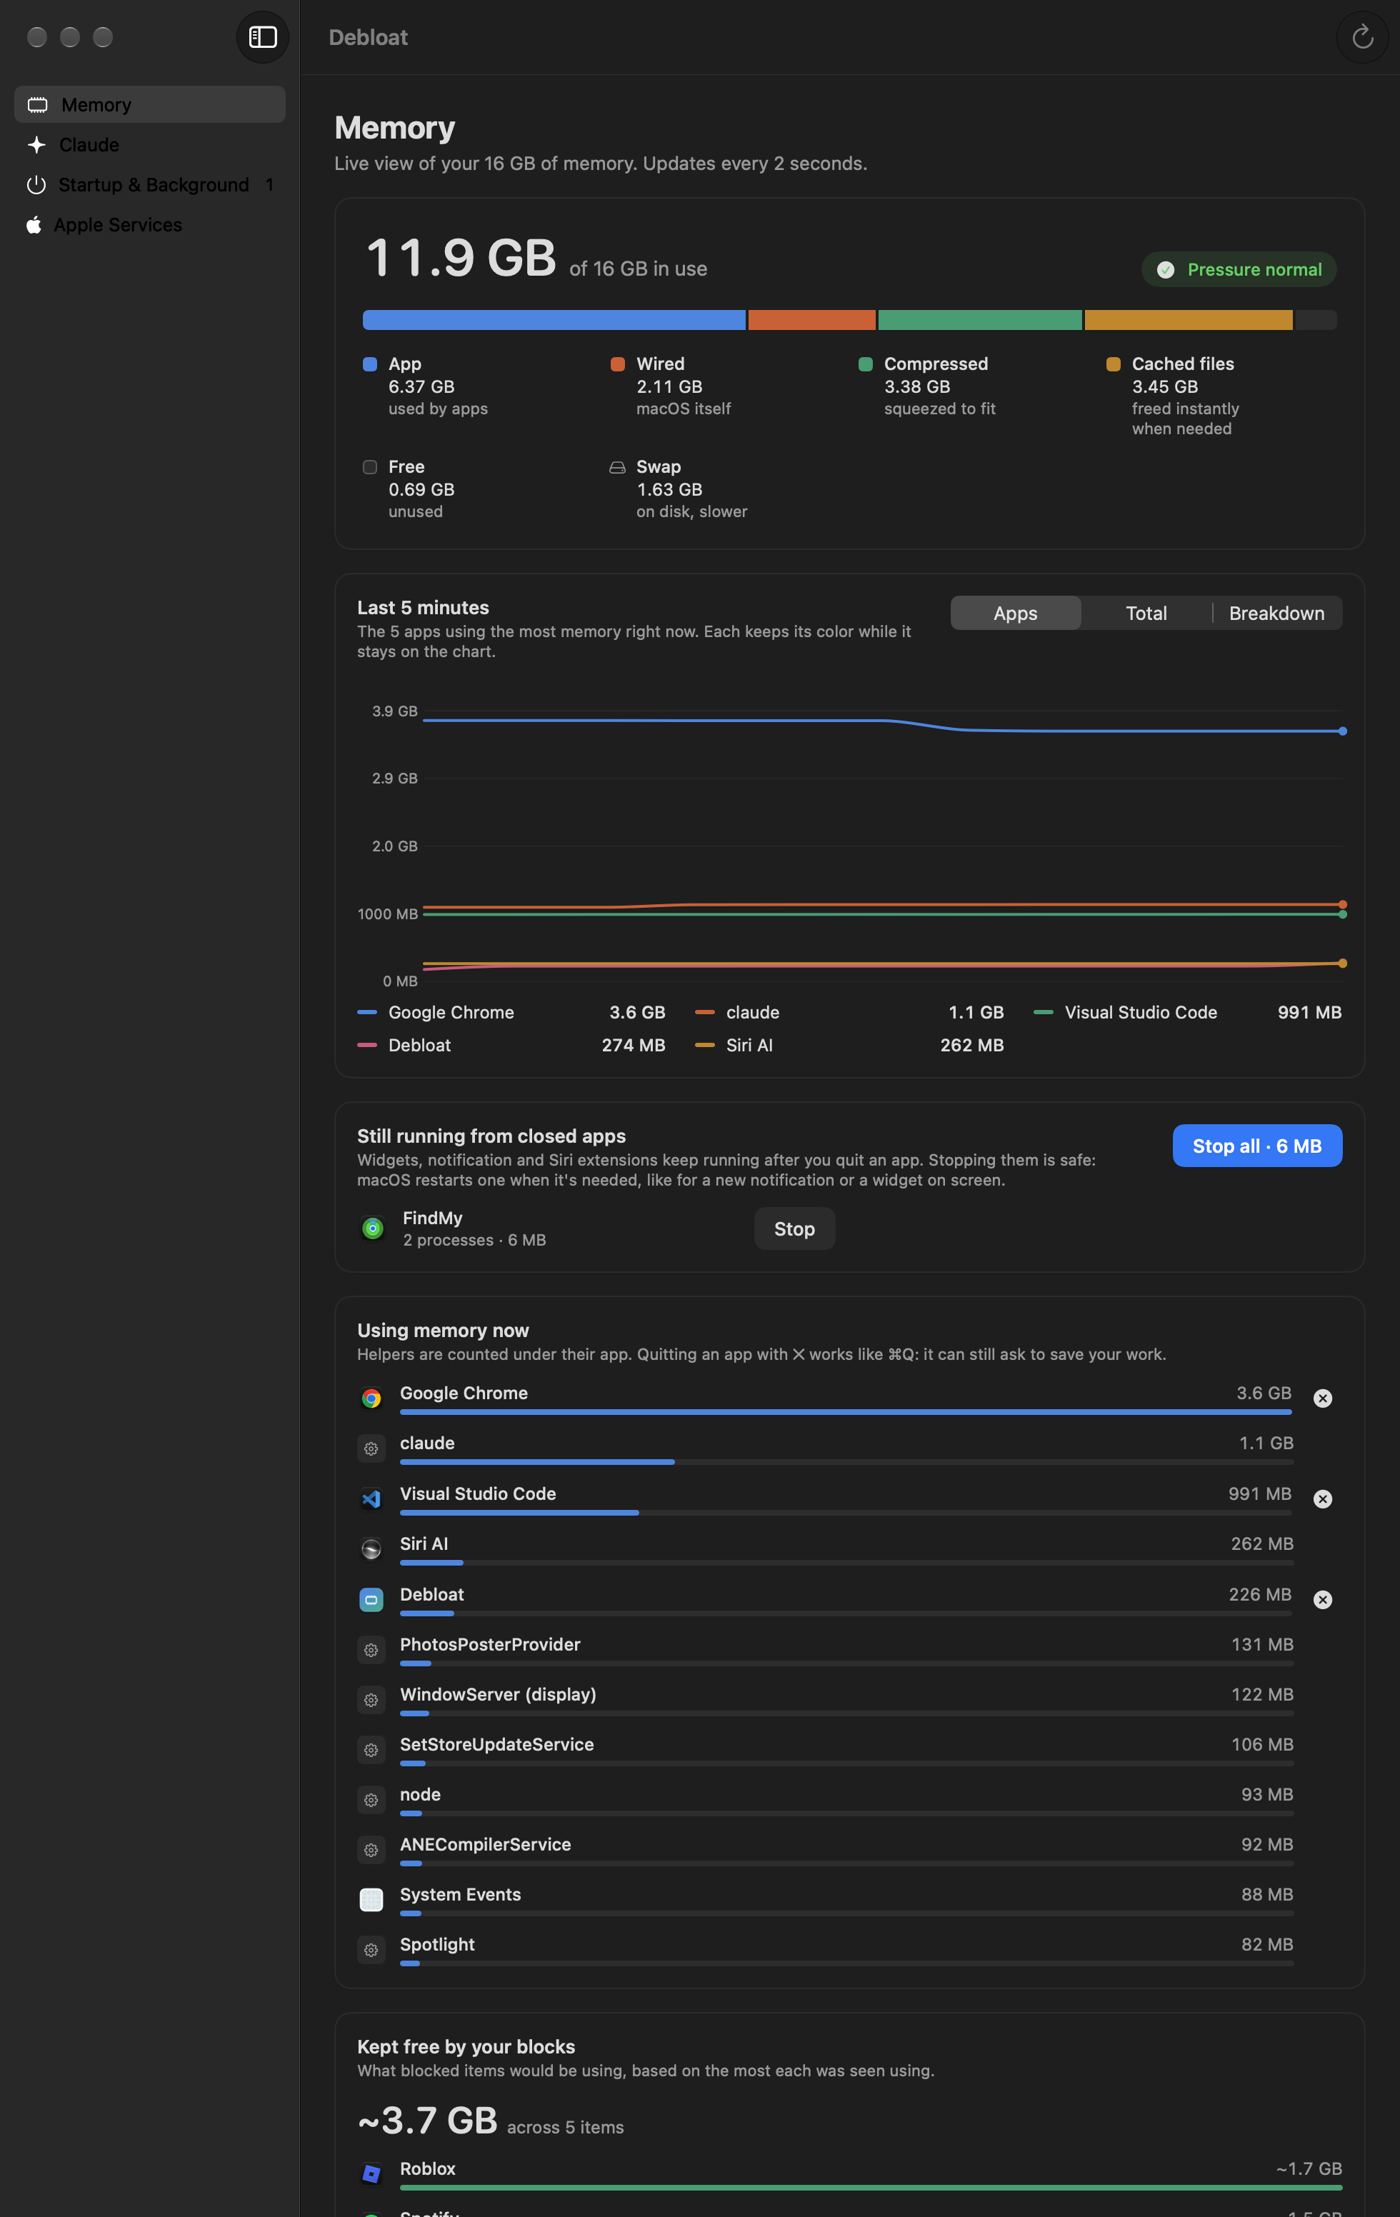 Debloat
Memory
Claude
Startup & Background 1
Apple Services
Memory
Live view of your 16 GB of memory. Updates every 2 seconds.
11.9 GB of 16 GB in use
Pressure normal
App
6.37 GB
used by apps
Wired
2.11 GB
macOS itself
Compressed
3.38 GB
squeezed to fit
Cached files
3.45 GB
freed instantly
when needed
Free
0.69 GB
unused
Swap
1.63 GB
on disk, slower
Last 5 minutes
The 5 apps using the most memory right now. Each keeps its color while it
stays on the chart.
Apps Total Breakdown
3.9 GB
2.9 GB
2.0 GB
1000 MB
0 MB
Google Chrome 3.6 GB claude 1.1 GB Visual Studio Code 991 MB
Debloat 274 MB Siri AI 262 MB
Still running from closed apps
Widgets, notification and Siri extensions keep running after you quit an app. Stopping them is safe:
macOS restarts one when it's needed, like for a new notification or a widget on screen.
Stop all · 6 MB
FindMy
2 processes · 6 MB
Stop
Using memory now
Helpers are counted under their app. Quitting an app with ✕ works like ⌘Q: it can still ask to save your work.
Google Chrome 3.6 GB
claude 1.1 GB
Visual Studio Code 991 MB
Siri AI 262 MB
Debloat 226 MB
PhotosPosterProvider 131 MB
WindowServer (display) 122 MB
SetStoreUpdateService 106 MB
node 93 MB
ANECompilerService 92 MB
System Events 88 MB
Spotlight 82 MB
Kept free by your blocks
What blocked items would be using, based on the most each was seen using.
~3.7 GB across 5 items
Roblox ~1.7 GB
Spotify